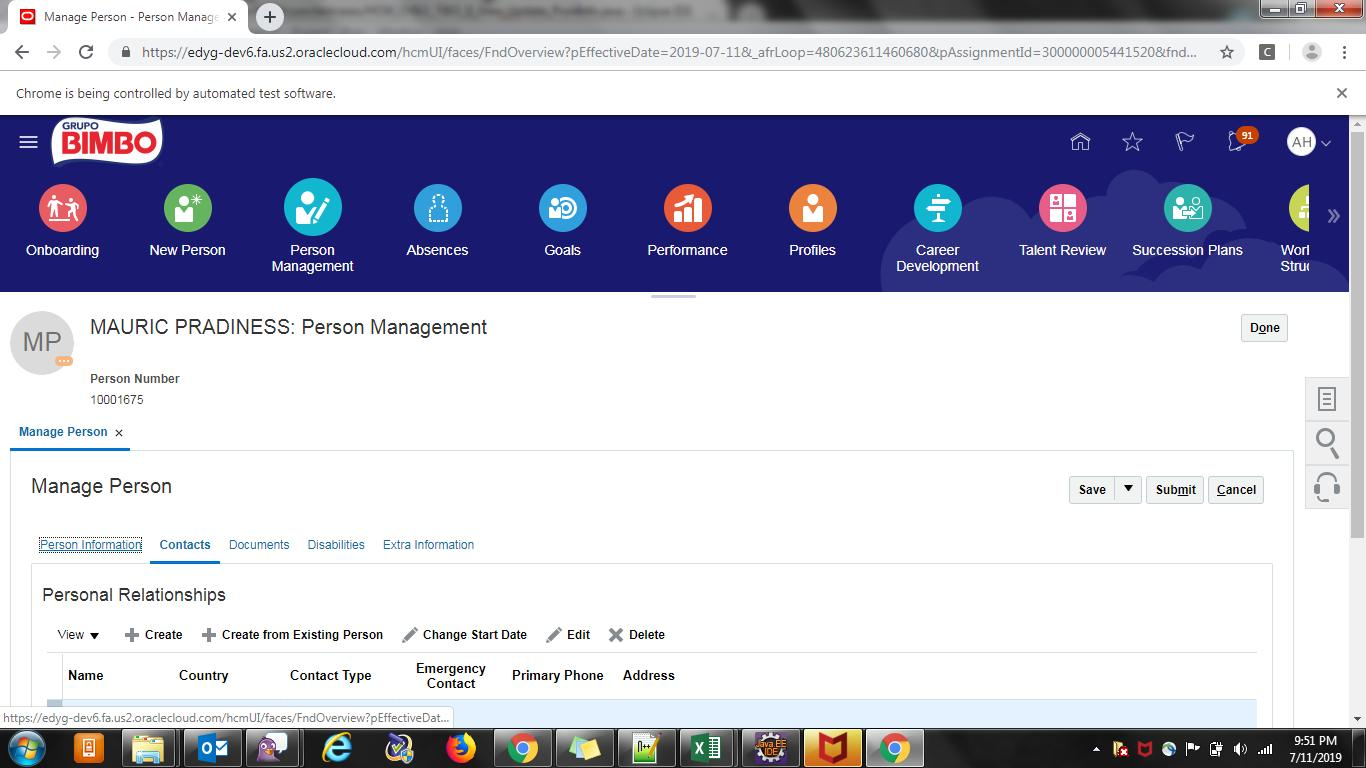 Manage Person - Person Manage
https://edyg-dev6.fa.us2.oraclecloud.com/hcmUI/faces/FndOverview?pEffectiveDate=2019-07-11&_afrLoop=480623611460680&pAssignmentId=300000005441520&fnd...
C
Chrome is being controlled by automated test software.
GRUPO
BIMBO
91
AH
Onboarding
New Person
Person
Management
Absences
Goals
Performance
Profiles
Career
Development
Talent Review
Succession Plans
Worl
Struc
MP
MAURIC PRADINESS: Person Management
Done
Person Number
10001675
Manage Person
Manage Person
Save
Submit
Cancel
Person Information
Contacts
Documents
Disabilities
Extra Information
Personal Relationships
View
Create
Create from Existing Person
Change Start Date
Edit
Delete
Name
Country
Contact Type
Emergency
Contact
Primary Phone
Address
https://edyg-dev6.fa.us2.oraclecloud.com/hcmUI/faces/FndOverview?pEffectiveDat...
Java EE
IDE
9:51 PM
7/11/2019